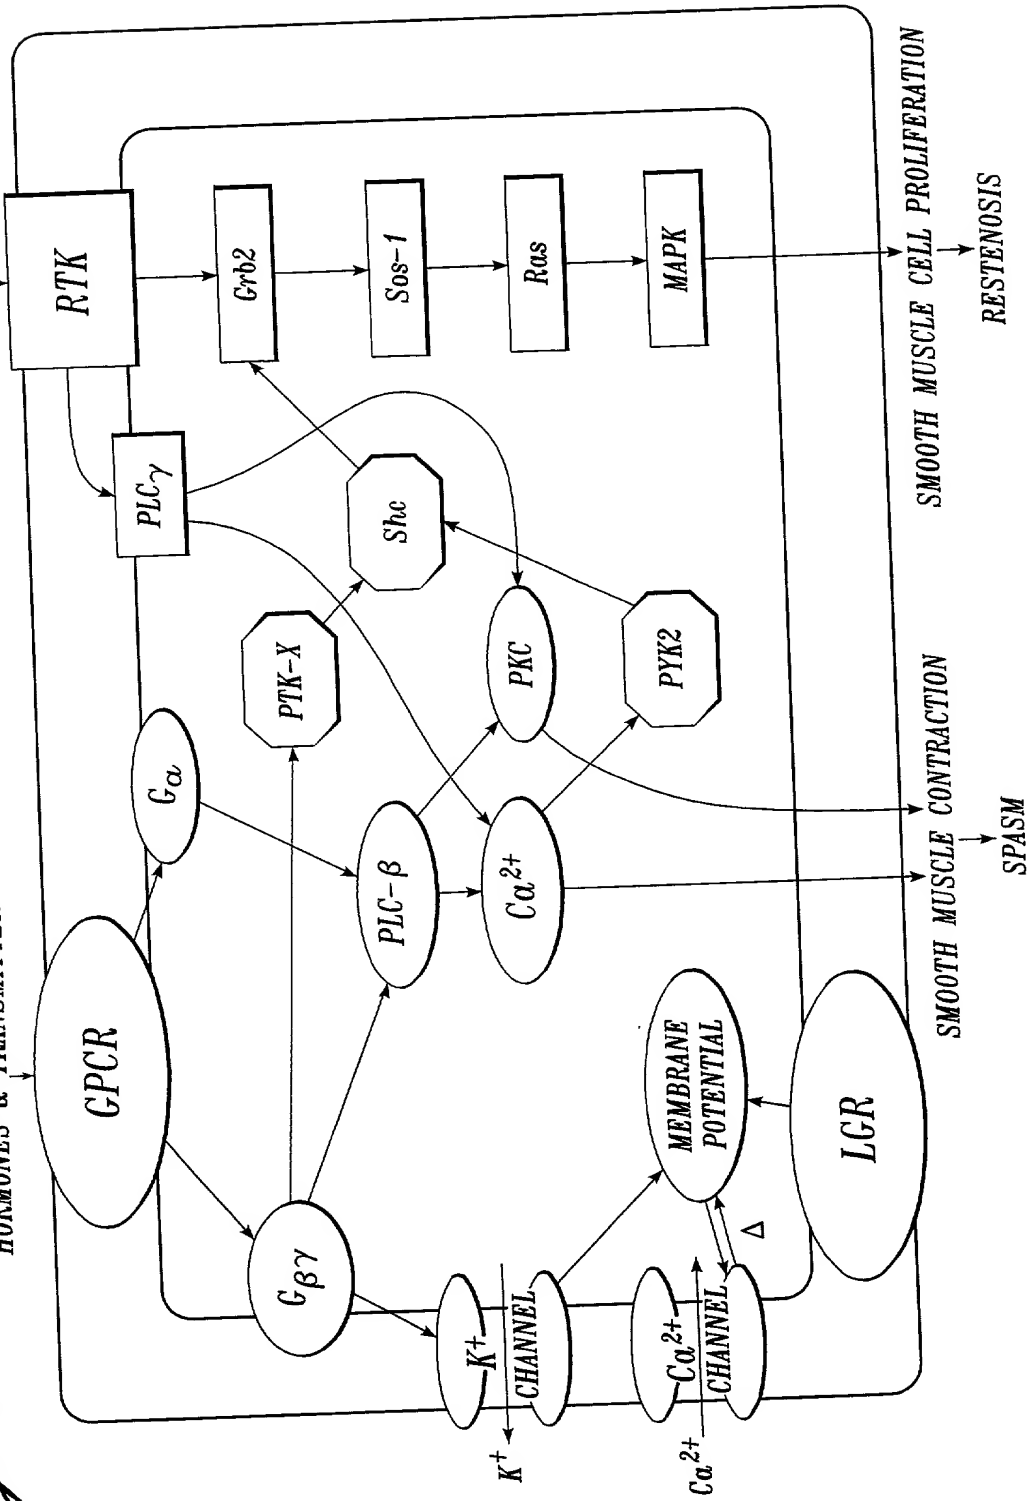 HORMONES &
GPCR
Gα
Gβγ
PLCγ
RTK
PTK-X
PLC-β
Ca²⁺
PKC
PYK2
Shc
Grb2
Sos-1
Ras
MAPK
K⁺
K⁺
CHANNEL
Ca²⁺
Ca²⁺
CHANNEL
Δ
MEMBRANE
POTENTIAL
LGR
SMOOTH MUSCLE CONTRACTION
SPASM
SMOOTH MUSCLE CELL PROLIFERATION
RESTENOSIS